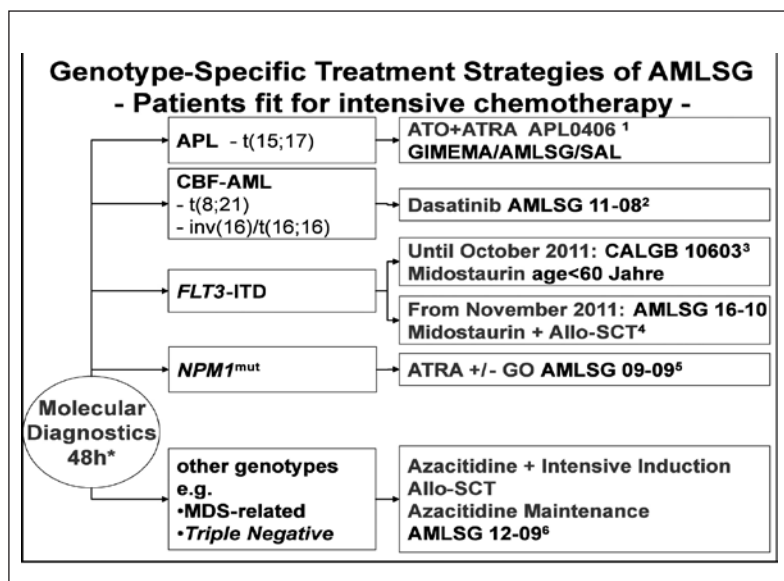 Genotype-Specific Treatment Strategies of AMLSG
- Patients fit for intensive chemotherapy -
APL - t(15;17)
ATO+ATRA APL0406 ¹
GIMEMA/AMLSG/SAL
CBF-AML
- t(8;21)
- inv(16)/t(16;16)
Dasatinib AMLSG 11-08²
FLT3-ITD
Until October 2011: CALGB 10603³
Midostaurin age<60 Jahre
From November 2011: AMLSG 16-10
Midostaurin + Allo-SCT⁴
NPM1ᵐᵘᵗ
ATRA +/- GO AMLSG 09-09⁵
Molecular
Diagnostics
48h*
other genotypes
e.g.
•MDS-related
•Triple Negative
Azacitidine + Intensive Induction
Allo-SCT
Azacitidine Maintenance
AMLSG 12-09⁶